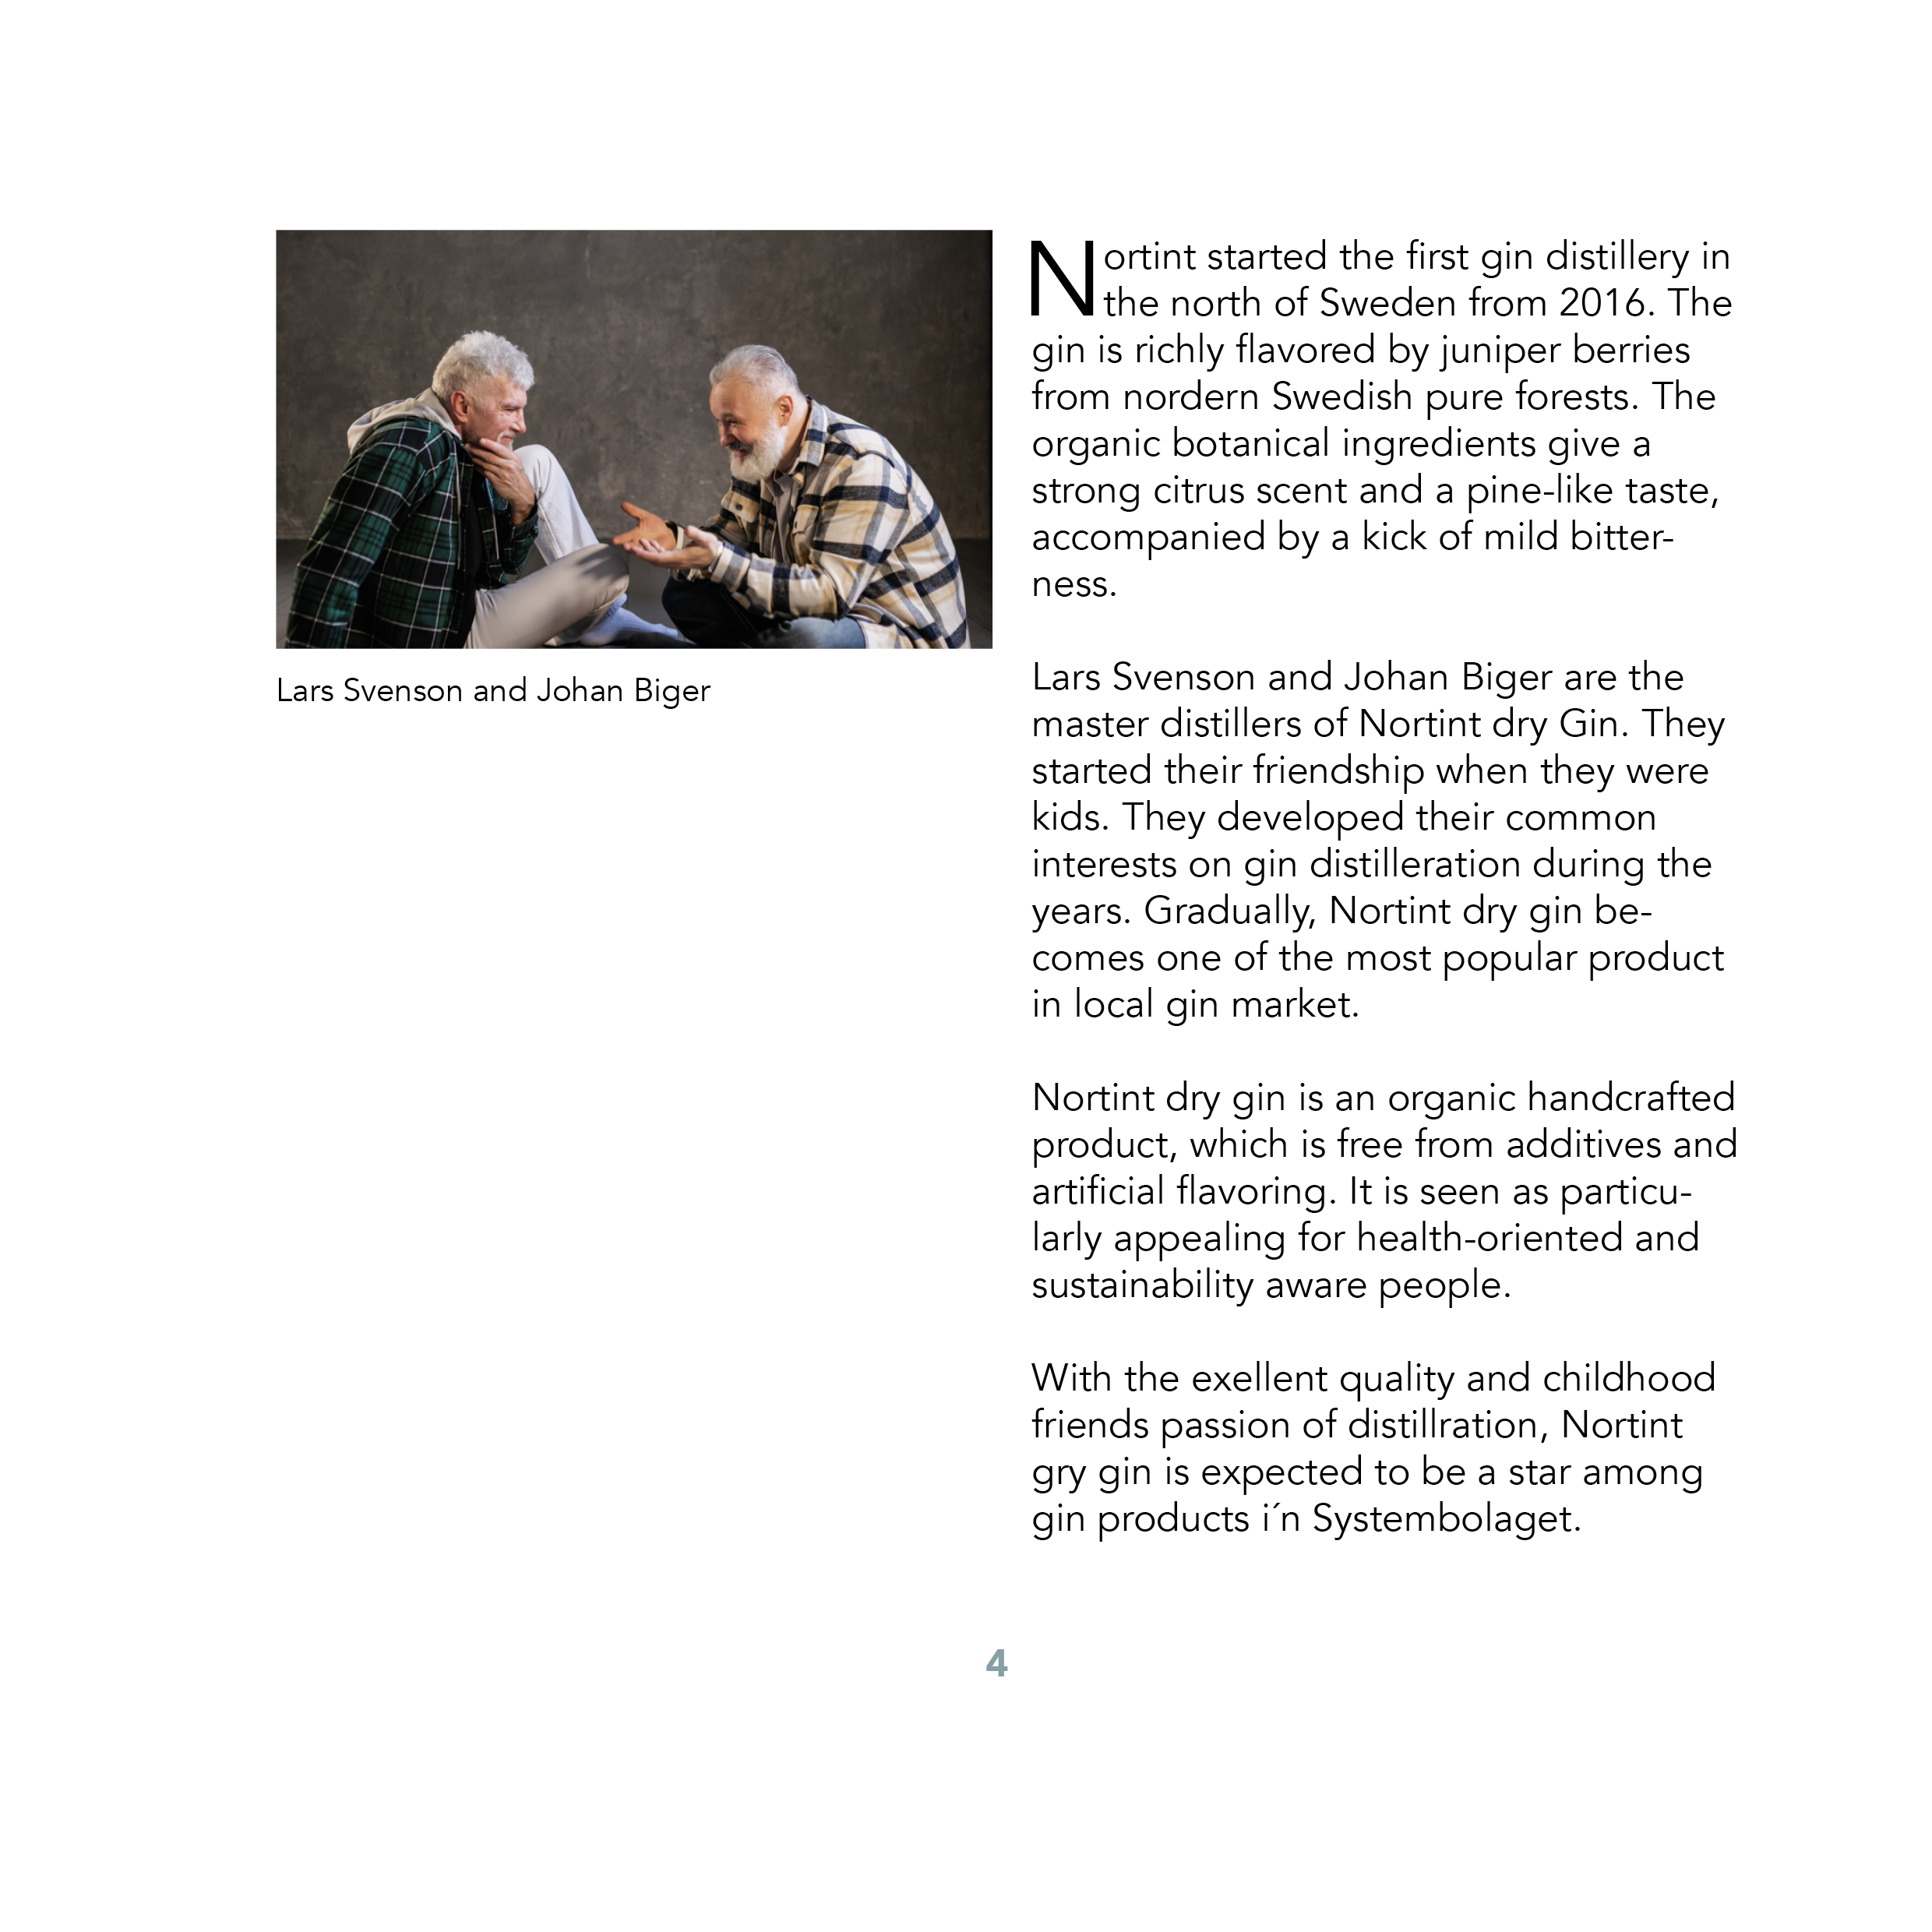 Lars Svenson and Johan Biger
Nortint started the first gin distillery in
the north of Sweden from 2016. The
gin is richly flavored by juniper berries
from nordern Swedish pure forests. The
organic botanical ingredients give a
strong citrus scent and a pine-like taste,
accompanied by a kick of mild bitter-
ness.
Lars Svenson and Johan Biger are the
master distillers of Nortint dry Gin. They
started their friendship when they were
kids. They developed their common
interests on gin distilleration during the
years. Gradually, Nortint dry gin be-
comes one of the most popular product
in local gin market.
Nortint dry gin is an organic handcrafted
product, which is free from additives and
artificial flavoring. It is seen as particu-
larly appealing for health-oriented and
sustainability aware people.
With the exellent quality and childhood
friends passion of distillration, Nortint
gry gin is expected to be a star among
gin products i´n Systembolaget.
4